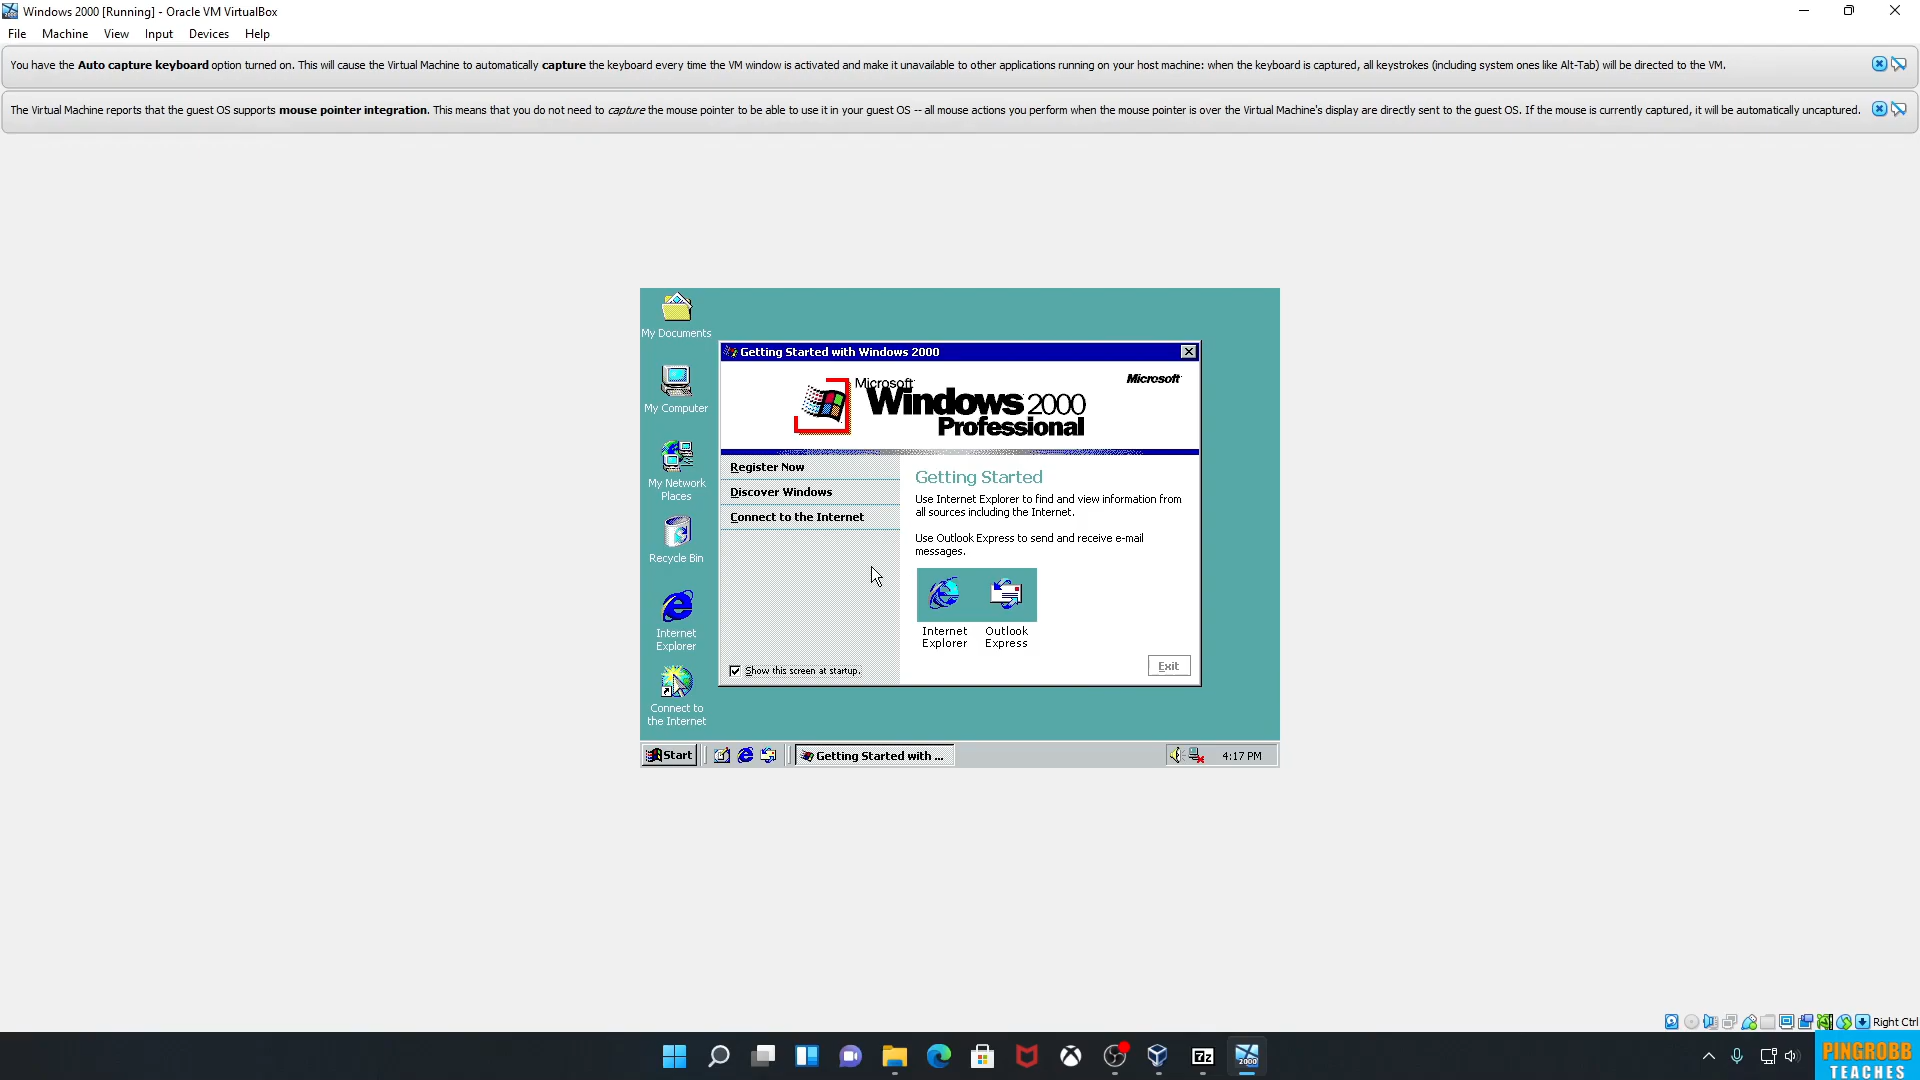 Windows 2000 [Running] - Oracle VM VirtualBox
File Machine View Input Devices Help
You have the Auto capture keyboard option turned on. This will cause the Virtual Machine to automatically capture the keyboard every time the VM window is activated and make it unavailable to other applications running on your host machine: when the keyboard is captured, all keystrokes (including system ones like Alt-Tab) will be directed to the VM.
The Virtual Machine reports that the guest OS supports mouse pointer integration. This means that you do not need to capture the mouse pointer to be able to use it in your guest OS -- all mouse actions you perform when the mouse pointer is over the Virtual Machine's display are directly sent to the guest OS. If the mouse is currently captured, it will be automatically uncaptured.
My Documents
My Computer
My Network
Places
Recycle Bin
Internet
Explorer
Connect to
the Internet
Getting Started with Windows 2000
Microsoft
Windows 2000
Professional
Microsoft
Register Now
Discover Windows
Connect to the Internet
Show this screen at startup.
Getting Started
Use Internet Explorer to find and view information from
all sources including the Internet.
Use Outlook Express to send and receive e-mail
messages.
Internet
Explorer
Outlook
Express
Exit
Start
Getting Started with ...
4:17 PM
Right Ctrl
7z
2000
PINGROBB
TEACHES